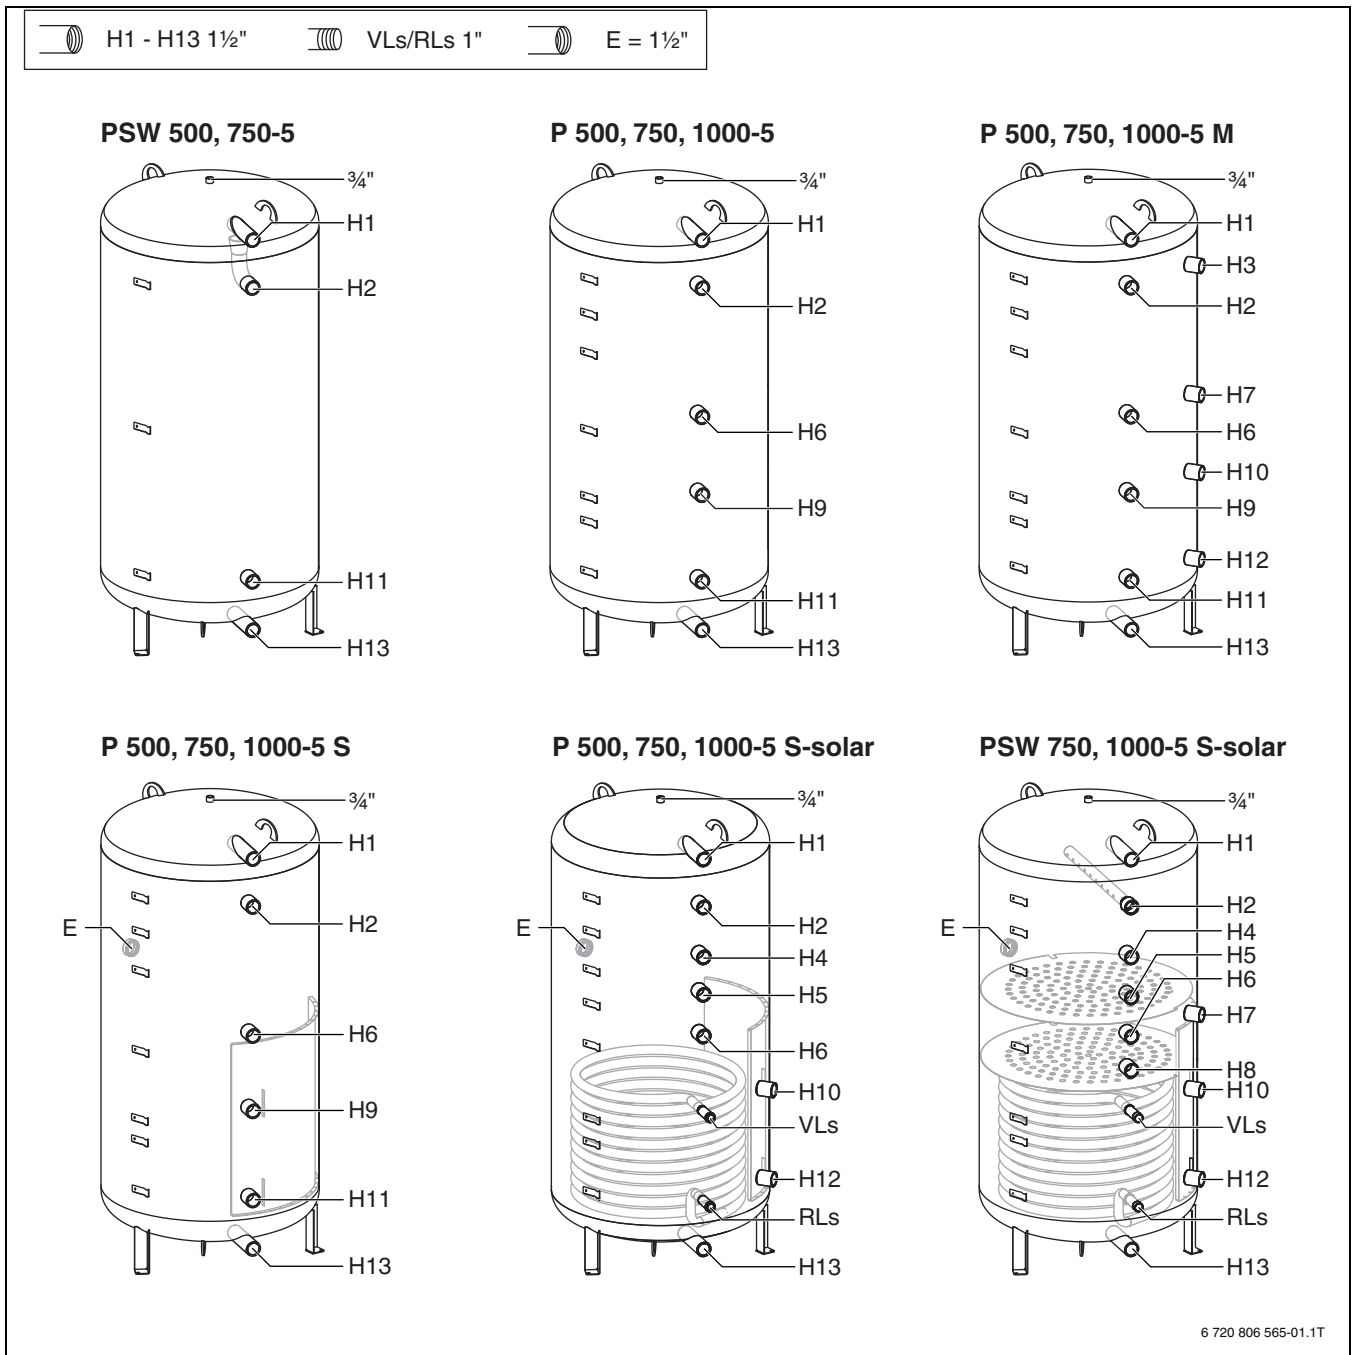 H1 - H13 1½"
VLs/RLs 1"
E = 1½"
PSW 500, 750-5
¾"
H1
H2
H11
H13
P 500, 750, 1000-5
¾"
H1
H2
H6
H9
H11
H13
P 500, 750, 1000-5 M
¾"
H1
H3
H2
H7
H6
H10
H9
H12
H11
H13
P 500, 750, 1000-5 S
¾"
H1
H2
E
H6
H9
H11
H13
P 500, 750, 1000-5 S-solar
¾"
H1
H2
E
H4
H5
H6
H10
VLs
H12
RLs
H13
PSW 750, 1000-5 S-solar
¾"
H1
H2
E
H4
H5
H6
H7
H8
H10
VLs
H12
RLs
H13
6 720 806 565-01.1T